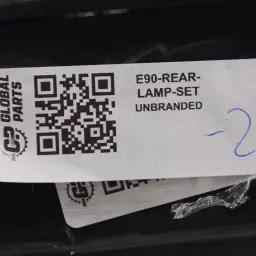 GLOBAL
PARTS
E90-REAR-
LAMP-SET
UNBRANDED
-2